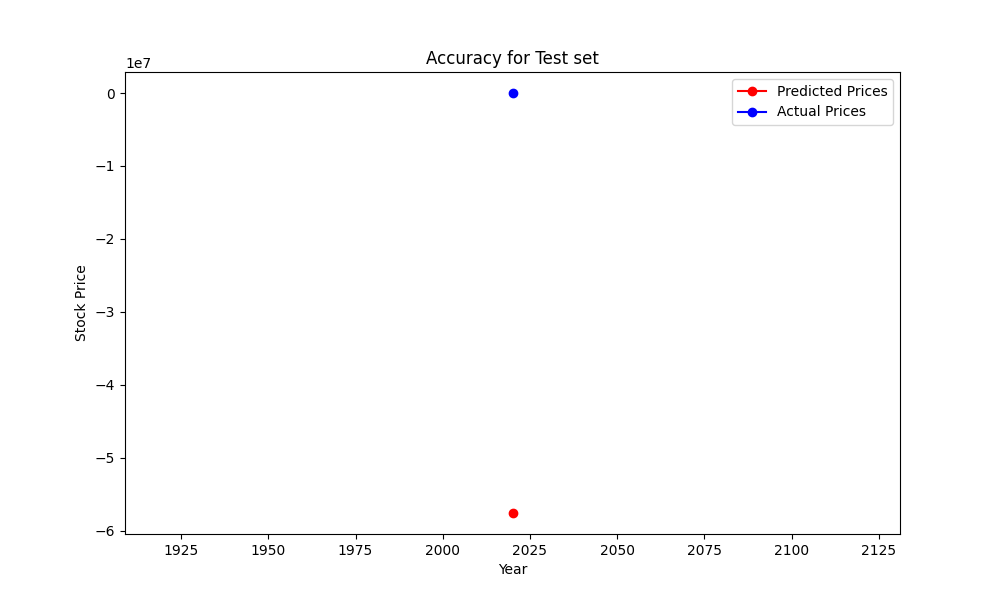 Accuracy for Test set
1e7
Predicted Prices
Actual Prices
0
−1
−2
−3
−4
−5
−6
Stock Price
1925 1950 1975 2000 2025 2050 2075 2100 2125
Year